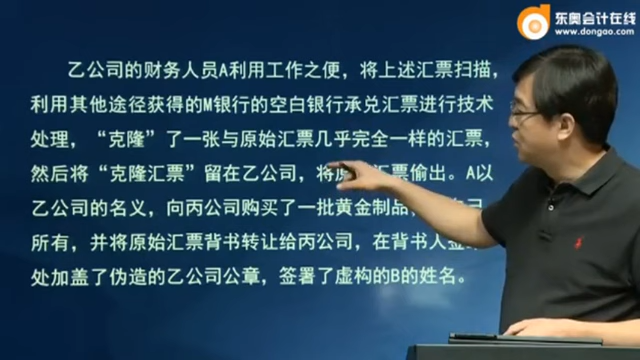 东奥会计在线
www.dongao.com
乙公司的财务人员A利用工作之便，将上述汇票扫描，
利用其他途径获得的M银行的空白银行承兑汇票进行技术
处理，“克隆”了一张与原始汇票几乎完全一样的汇票，
然后将“克隆汇票”留在乙公司，将原 汇票偷出。A以
乙公司的名义，向丙公司购买了一批黄金制品，
所有，并将原始汇票背书转让给丙公司，在背书人
处加盖了伪造的乙公司公章，签署了虚构的B的姓名。